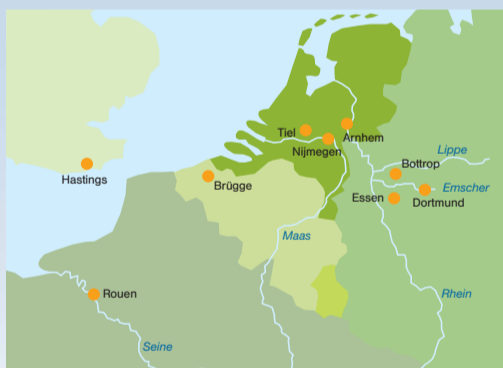 Tiel
Arnhem
Nijmegen
Lippe
Bottrop
Hastings
Brügge
Emscher
Essen
Dortmund
Maas
Rouen
Rhein
Seine